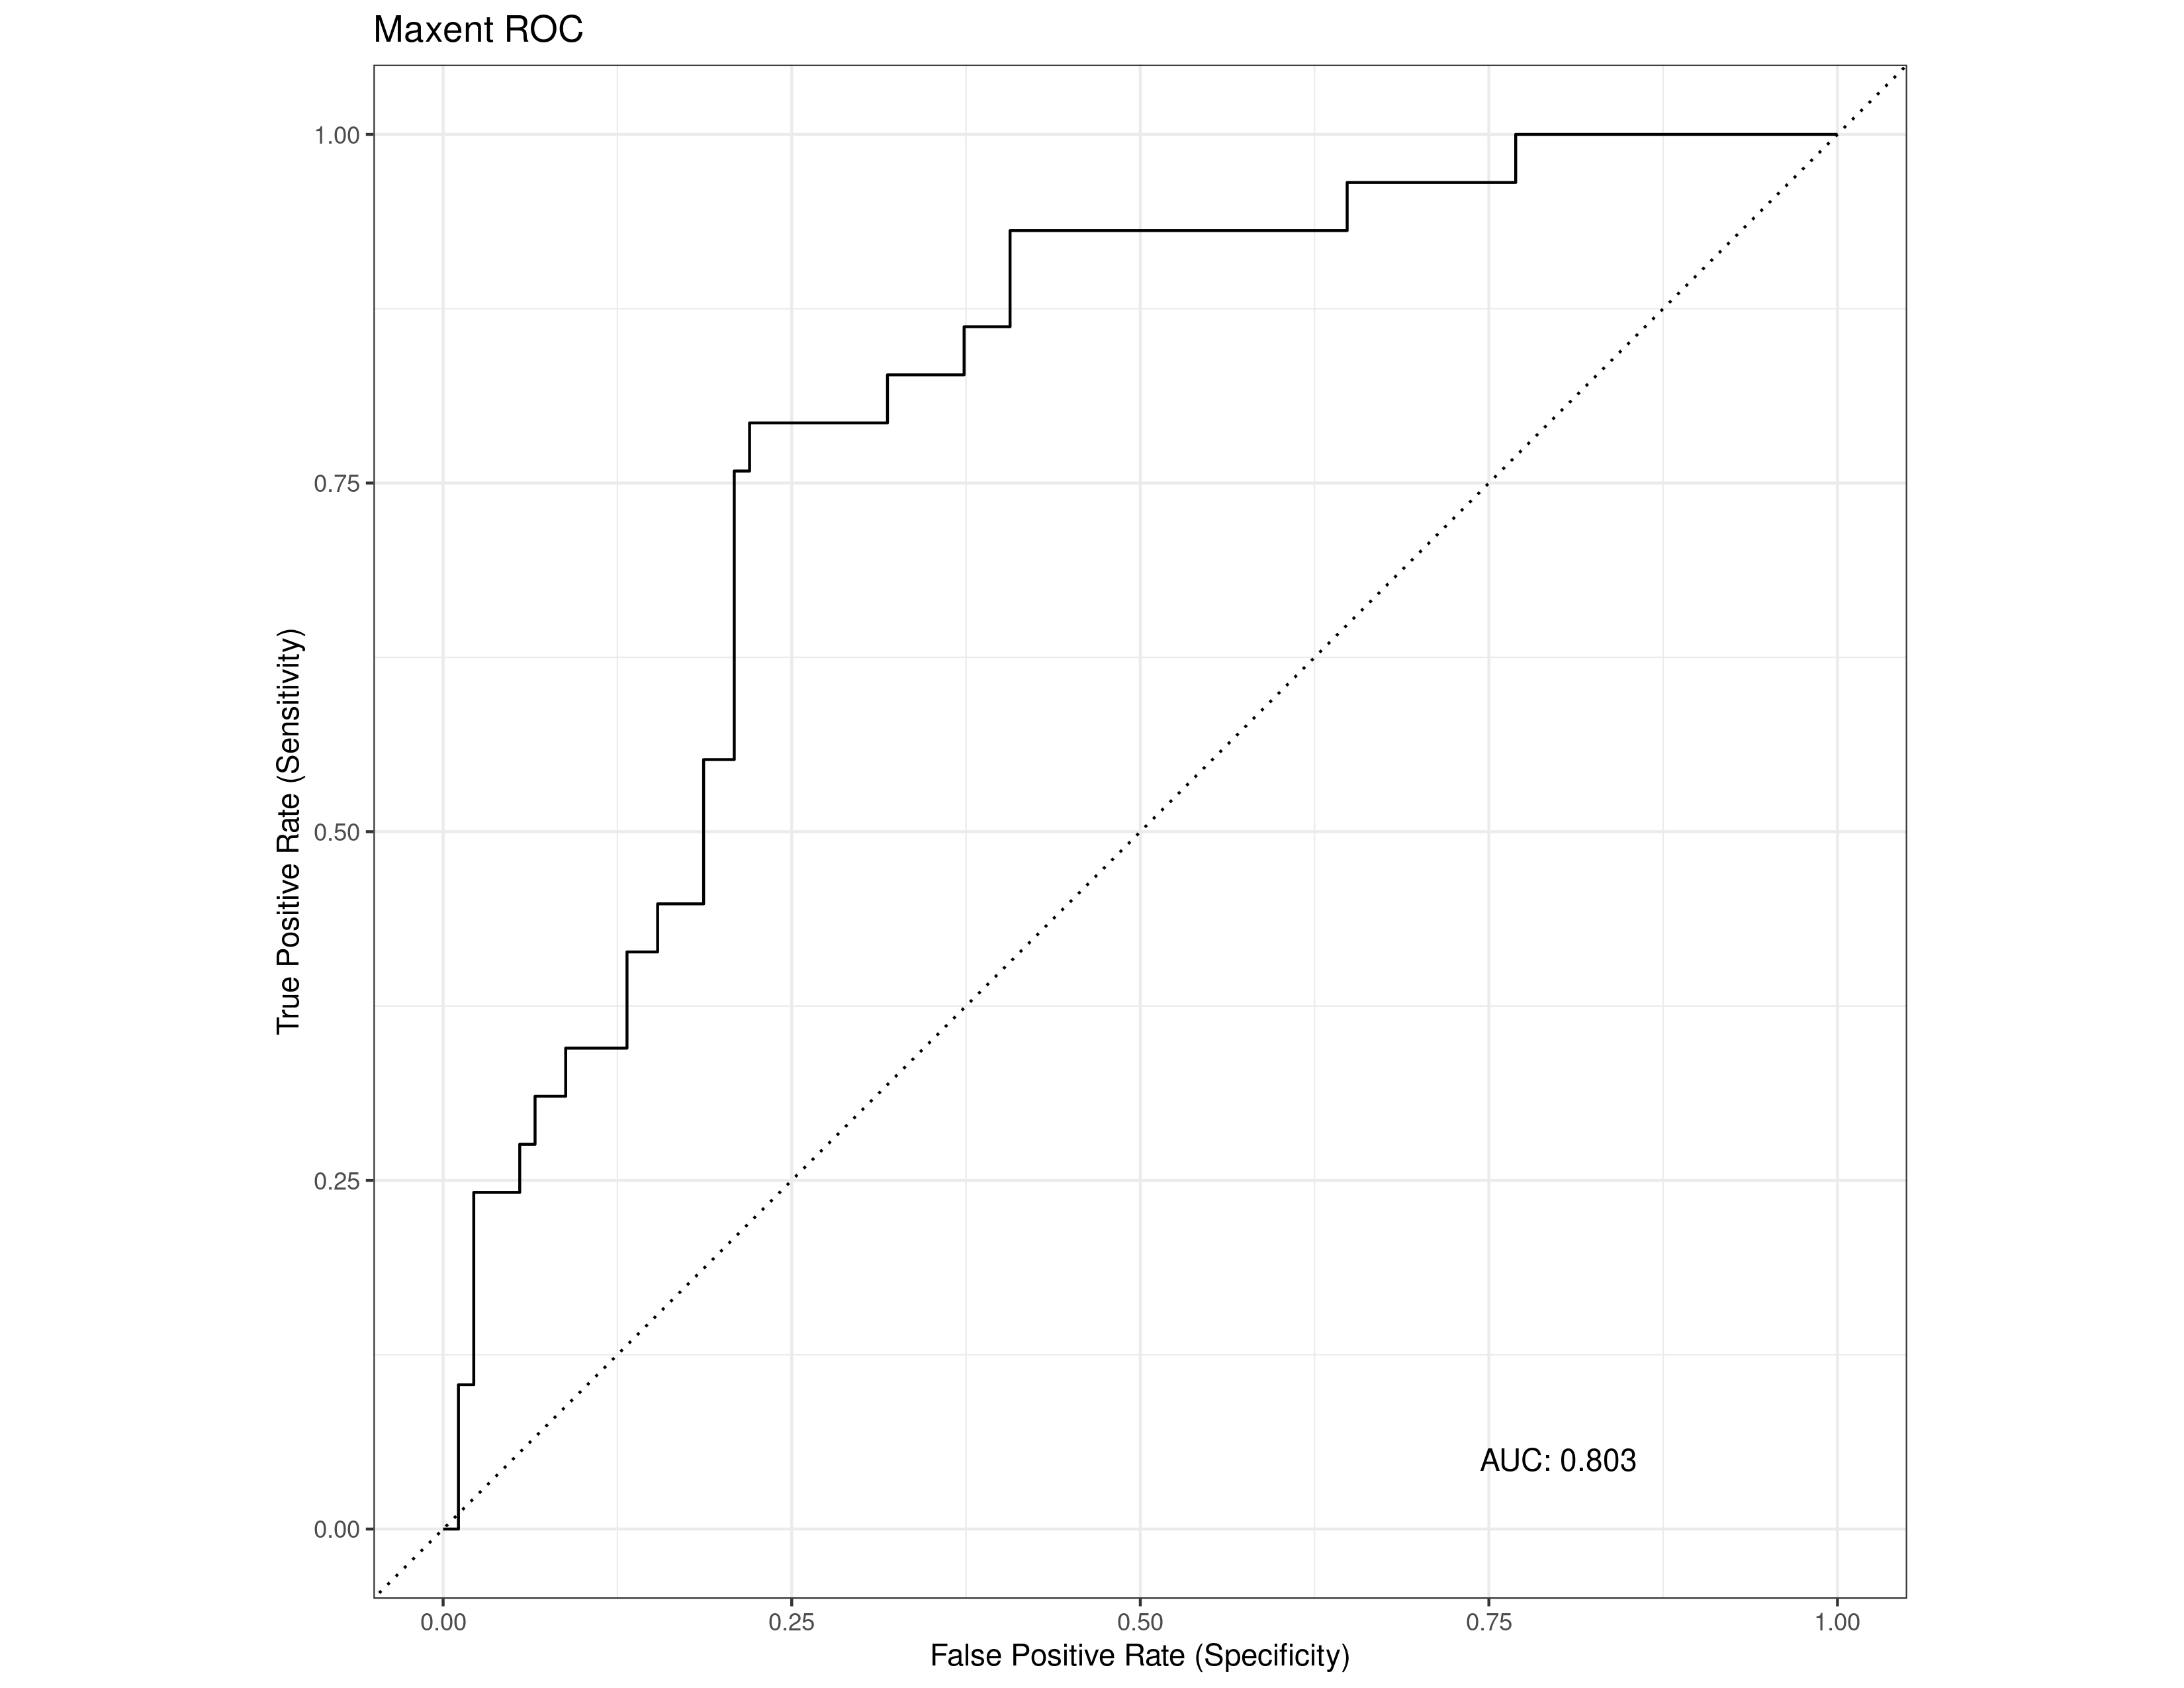 Maxent ROC
1.00
0.75
0.50
0.25
0.00
True Positive Rate (Sensitivity)
AUC: 0.803
0.00 0.25 0.50 0.75 1.00
False Positive Rate (Specificity)